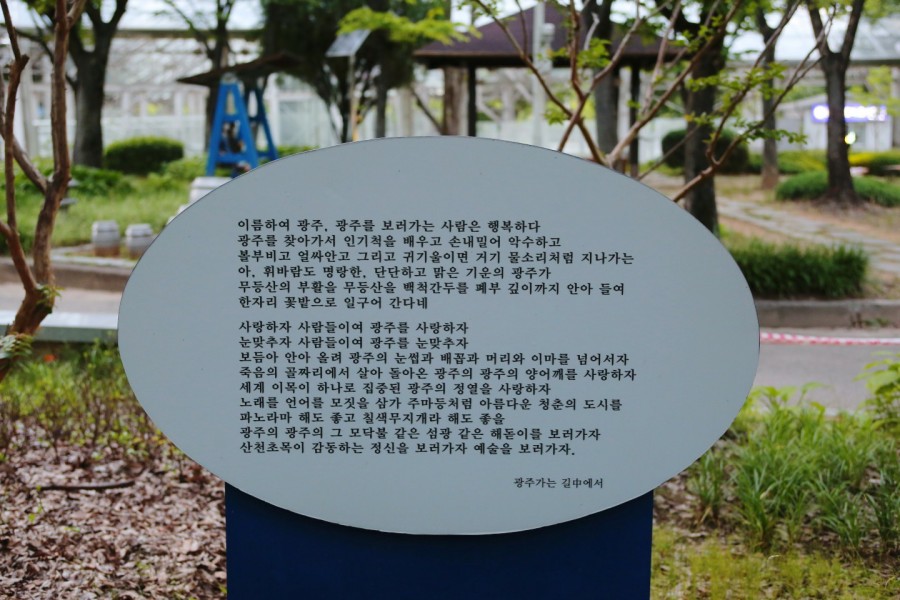 이름하여 광주, 광주를 보러가는 사람은 행복하다
광주를 찾아가서 인기척을 배우고 손내밀어 악수하고
볼부비고 얼싸안고 그리고 귀기울이면 거기 물소리처럼 지나가는
아, 휘바람도 명랑한, 단단하고 맑은 기운의 광주가
무등산의 부활을 무등산을 백척간두를 폐부 깊이까지 안아 들여
한자리 꽃밭으로 일구어 간다네
사랑하자 사람들이여 광주를 사랑하자
눈맞추자 사람들이여 광주를 눈맞추자
보듬아 안아 올려 광주의 눈썹과 배꼽과 머리와 이마를 넘어서자
죽음의 골짜리에서 살아 돌아온 광주의 광주의 양어깨를 사랑하자
세계 이목이 하나로 집중된 광주의 정열을 사랑하자
노래를 언어를 모짓을 삼가 주마등처럼 아름다운 청춘의 도시를
파노라마 해도 좋고 칠색무지개라 해도 좋을
광주의 광주의 그 모닥불 같은 섬광 같은 해돋이를 보러가자
산천초목이 감동하는 정신을 보러가자 예술을 보러가자.
광주가는 길中에서